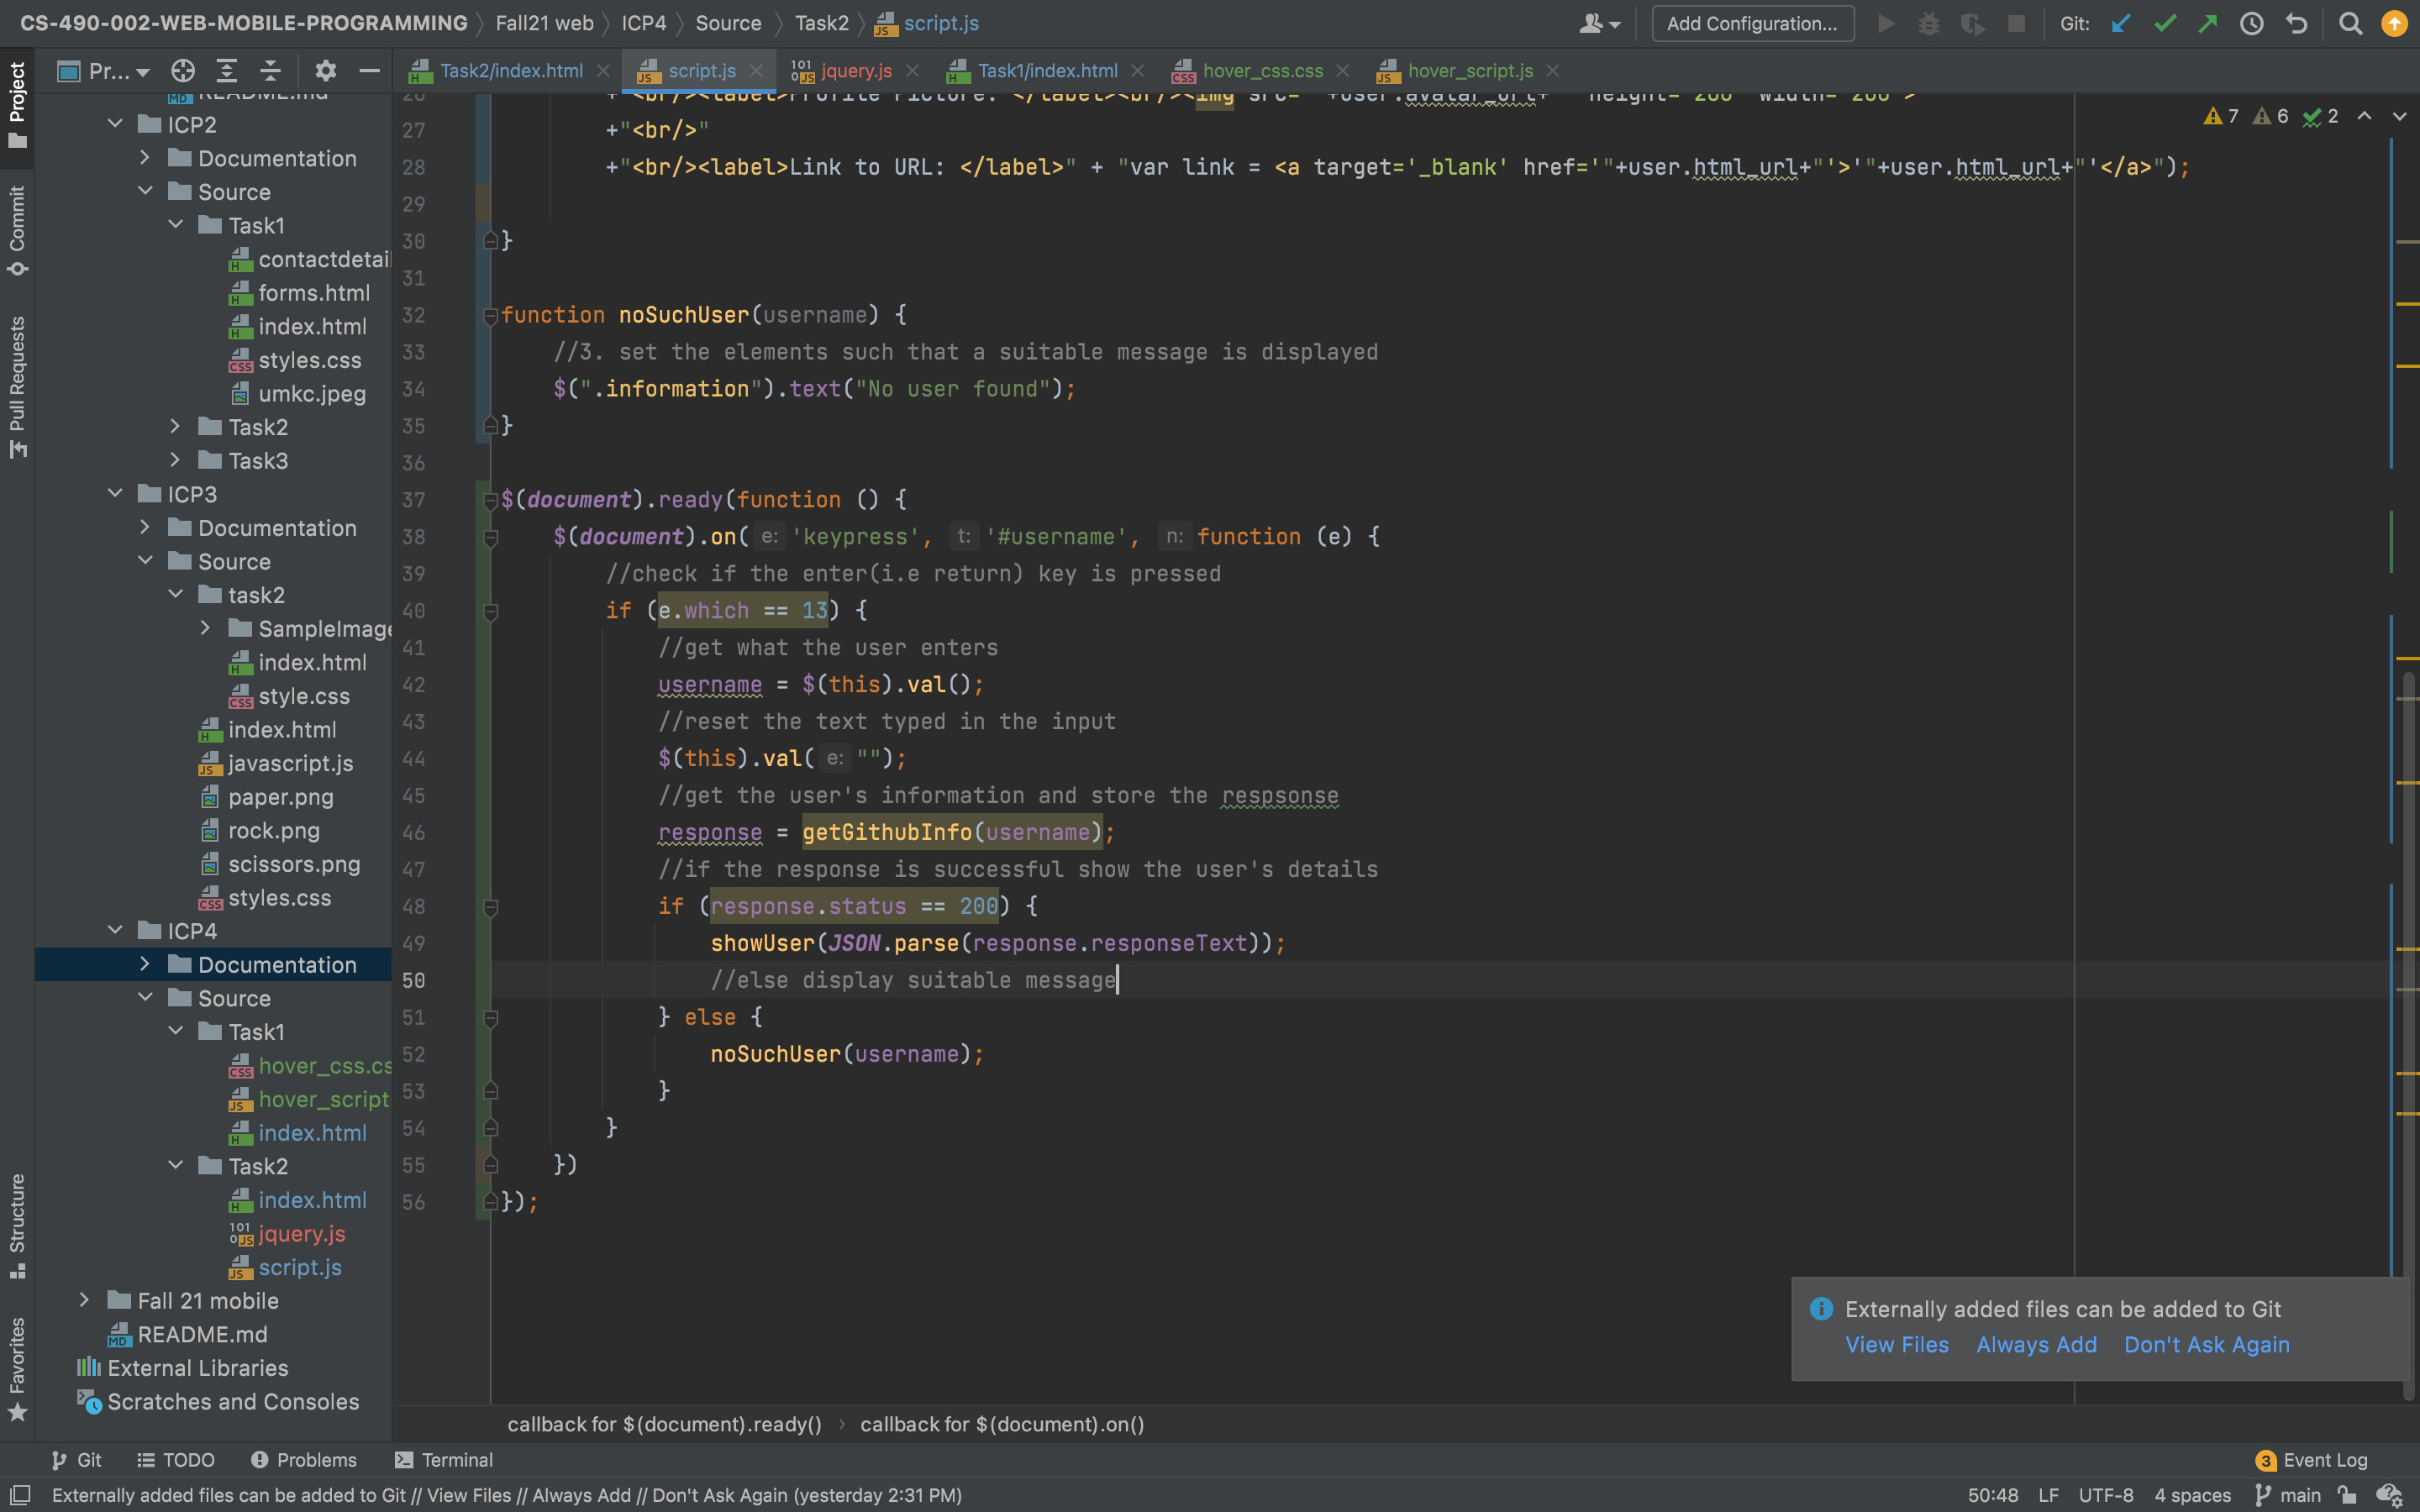 CS-490-002-WEB-MOBILE-PROGRAMMING 〉 Fall21 web 〉 ICP4 〉 Source 〉 Task2 〉 script.js
Add Configuration...
Git:
Project
Commit
Pull Requests
Structure
Favorites
Pr...
Task2/index.html
script.js
jquery.js
Task1/index.html
hover_css.css
hover_script.js
7 6 2
README.md
ICP2
Documentation
Source
Task1
contactdetail
forms.html
index.html
styles.css
umkc.jpeg
Task2
Task3
ICP3
Documentation
Source
task2
SampleImage
index.html
style.css
index.html
javascript.js
paper.png
rock.png
scissors.png
styles.css
ICP4
Documentation
Source
Task1
hover_css.cs
hover_script
index.html
Task2
index.html
jquery.js
script.js
Fall 21 mobile
README.md
External Libraries
Scratches and Consoles
27 +"<br/>"
28 +"<br/><label>Link to URL: </label>" + "var link = <a target='_blank' href='"+user.html_url+"'>'"+user.html_url+"'</a>");
29
30 }
31
32 function noSuchUser(username) {
33 //3. set the elements such that a suitable message is displayed
34 $(".information").text("No user found");
35 }
36
37 $(document).ready(function () {
38 $(document).on( e: 'keypress', t: '#username', n: function (e) {
39 //check if the enter(i.e return) key is pressed
40 if (e.which == 13) {
41 //get what the user enters
42 username = $(this).val();
43 //reset the text typed in the input
44 $(this).val( e: "");
45 //get the user's information and store the respsonse
46 response = getGithubInfo(username);
47 //if the response is successful show the user's details
48 if (response.status == 200) {
49 showUser(JSON.parse(response.responseText));
50 //else display suitable message
51 } else {
52 noSuchUser(username);
53 }
54 }
55 })
56 });
Externally added files can be added to Git
View Files Always Add Don't Ask Again
callback for $(document).ready() › callback for $(document).on()
Git TODO Problems Terminal
3 Event Log
Externally added files can be added to Git // View Files // Always Add // Don't Ask Again (yesterday 2:31 PM)
50:48 LF UTF-8 4 spaces main